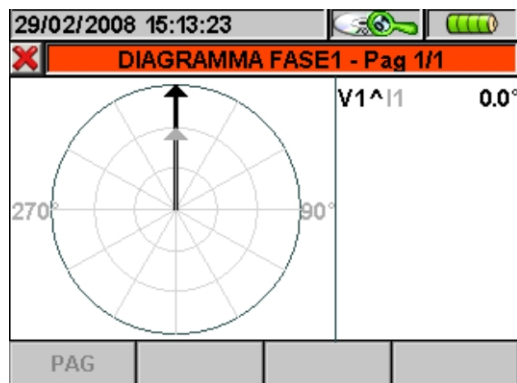 29/02/2008 15:13:23
DIAGRAMMA FASE1 - Pag 1/1
V1^I1 0.0°
270° 90°
PAG